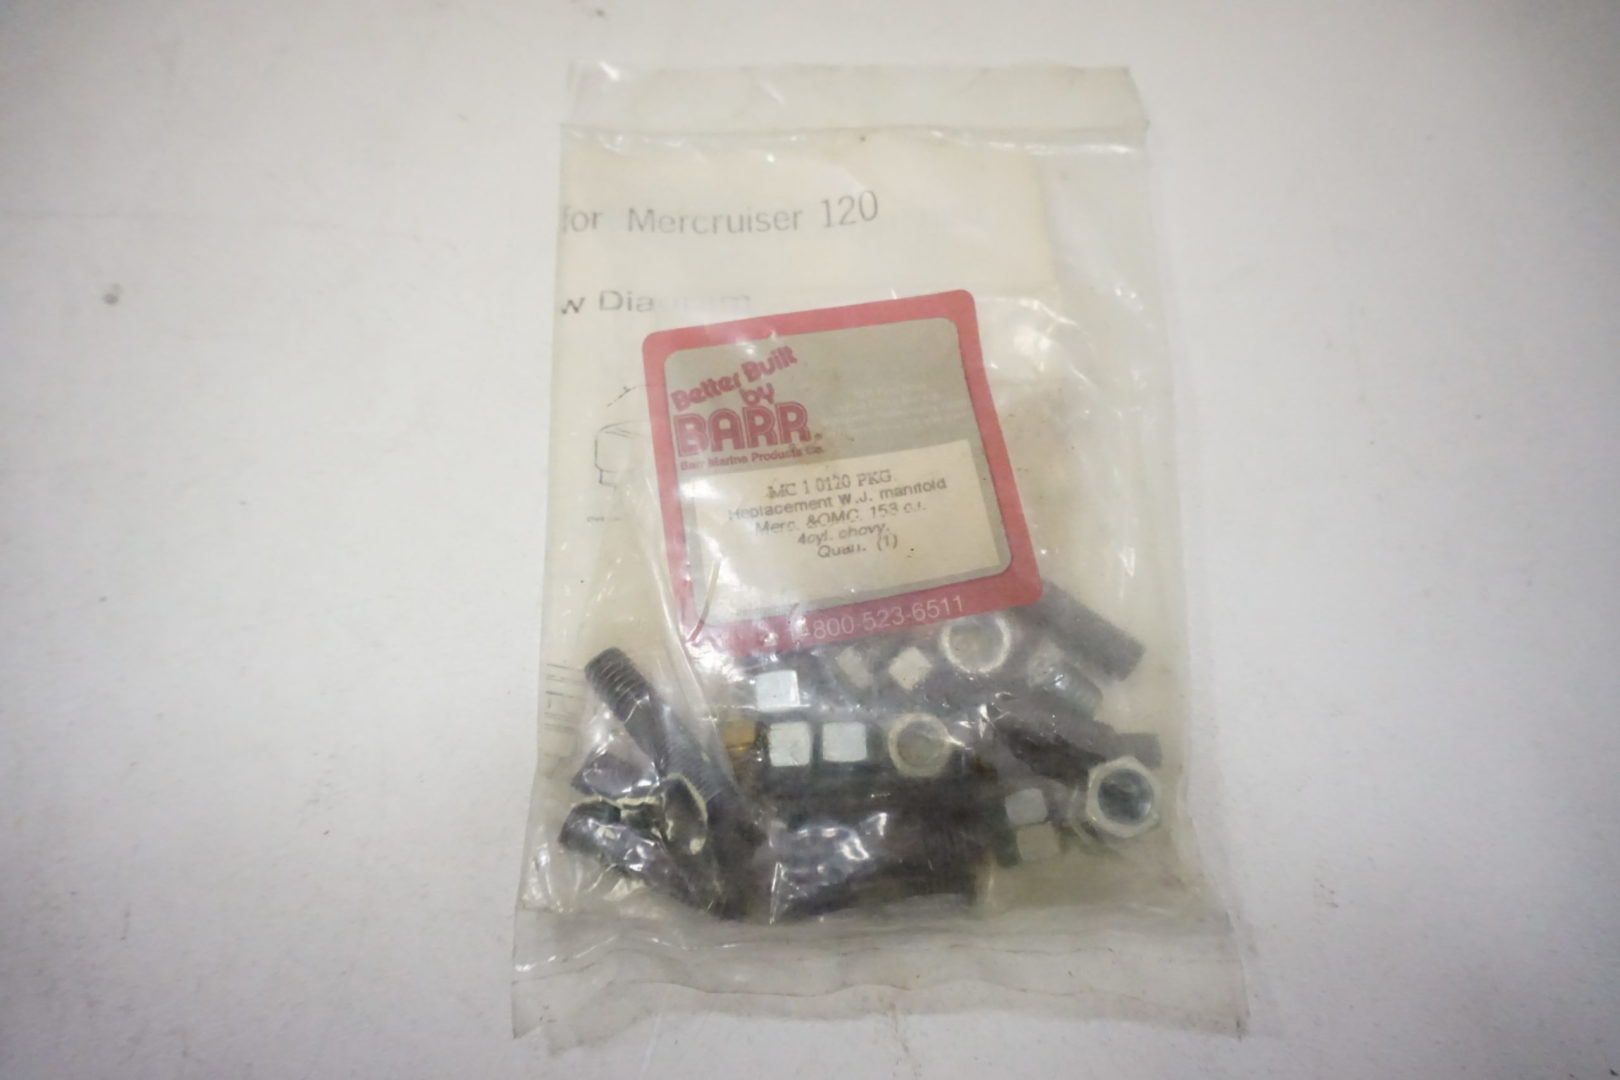 for Mercruiser 120
w Diagram
Better Built
by
BARR.
Barr Marine Products Co.
MC 1 0120 PKG.
Replacement W.J. manifold
Merc. &OMC. 153 c.i.
4cyl. chevy.
Quan. (1)
1-800-523-6511